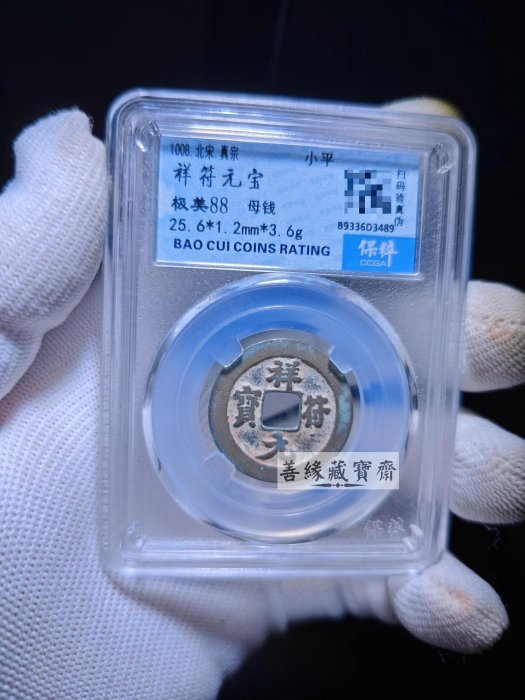 1008.北宋.真宗 小平
祥符元宝
极美88 母钱
25.6*1.2mm*3.6g
BAO CUI COINS RATING
扫码验真伪
B9336D3489
保粹
CCGA
祥符元寶
善緣藏寶齋
保粹